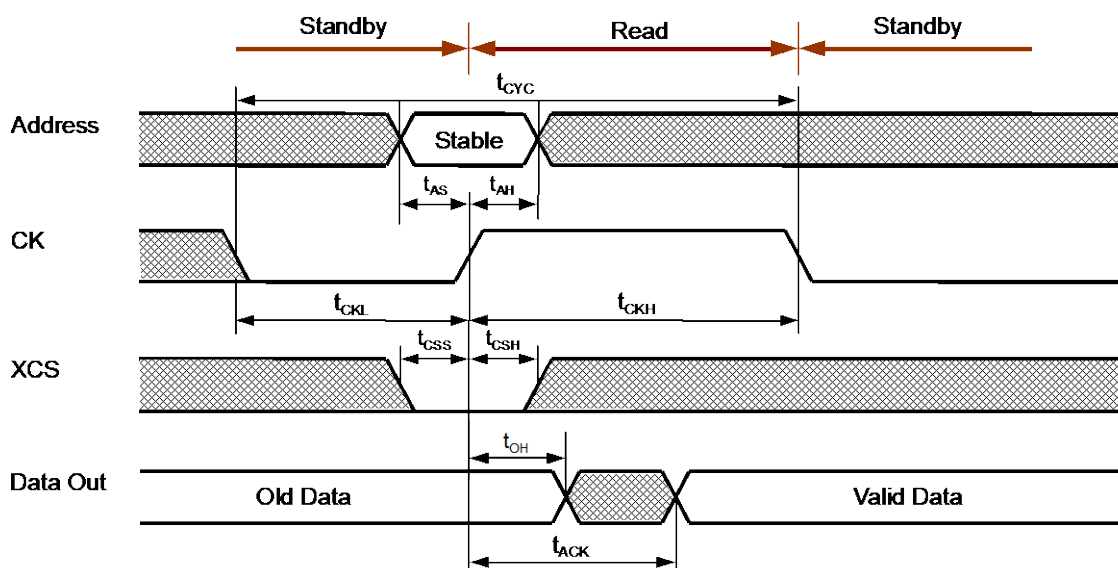 Standby Read Standby
tCYC
Address
Stable
tAS tAH
CK
tCKL tCKH
tCSS tCSH
XCS
tOH
Data Out
Old Data Valid Data
tACK